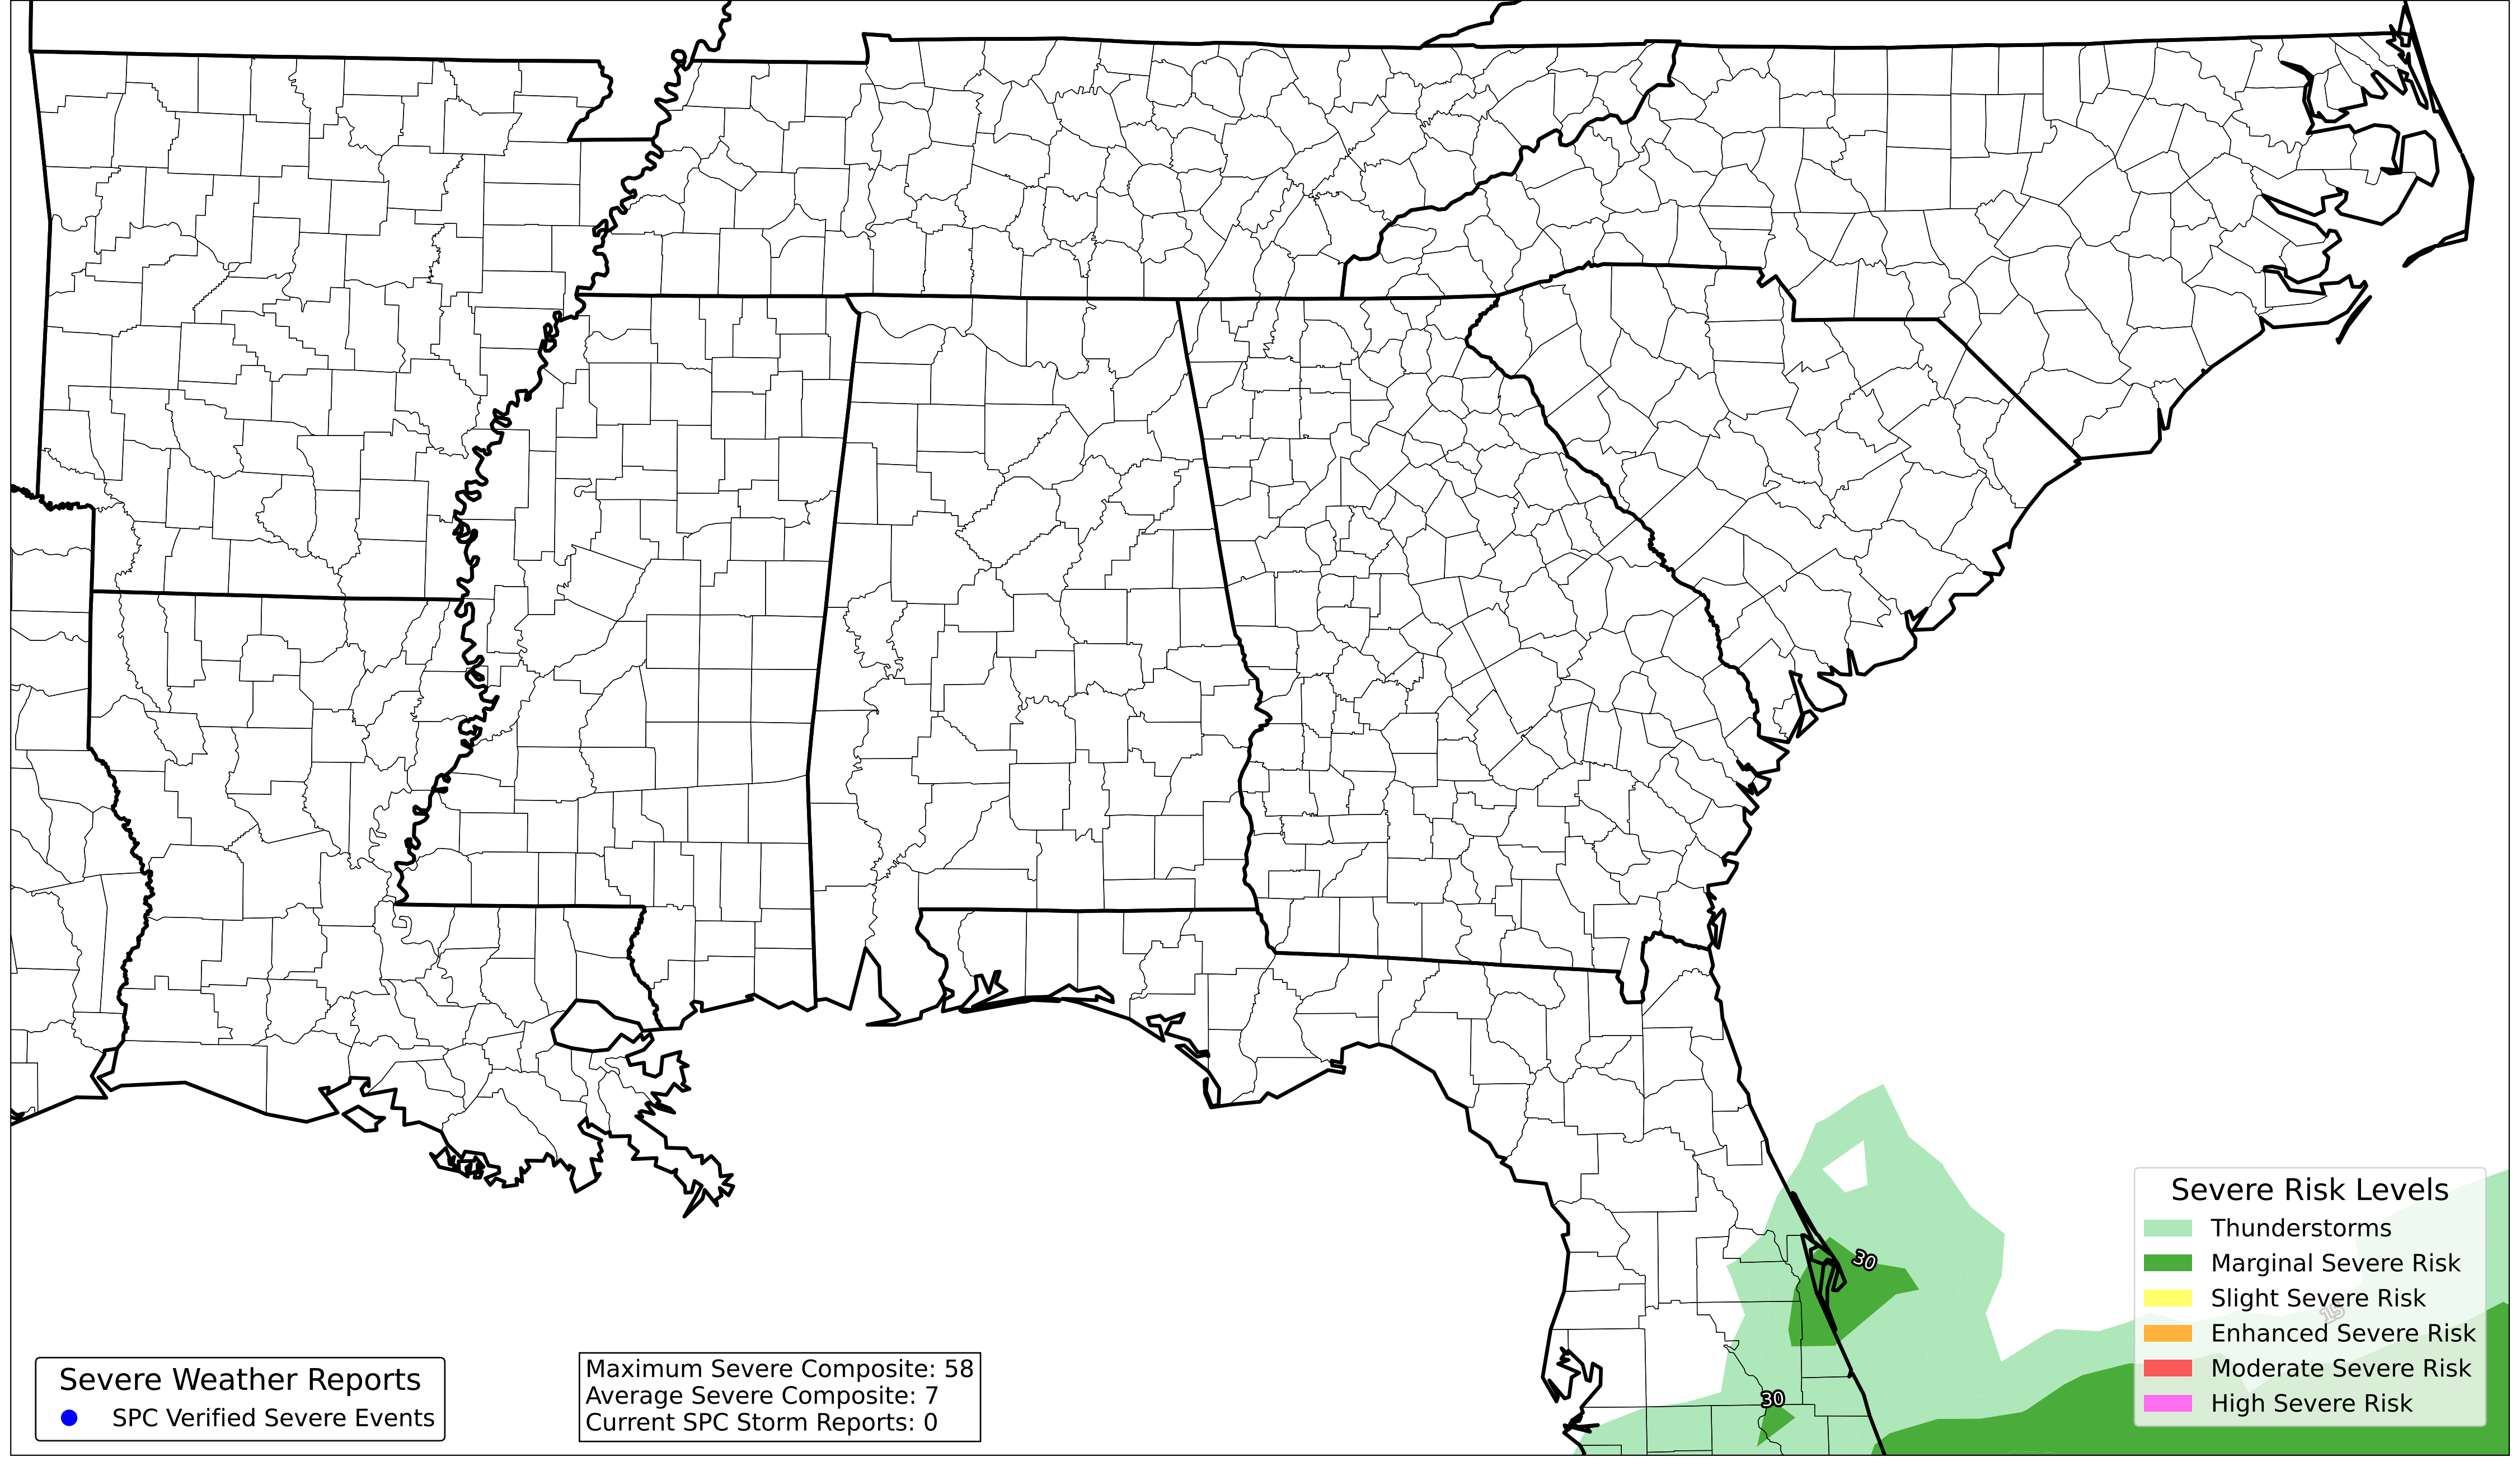 30
15
30
Severe Risk Levels
Thunderstorms
Marginal Severe Risk
Slight Severe Risk
Enhanced Severe Risk
Moderate Severe Risk
High Severe Risk
Severe Weather Reports
SPC Verified Severe Events
Maximum Severe Composite: 58
Average Severe Composite: 7
Current SPC Storm Reports: 0